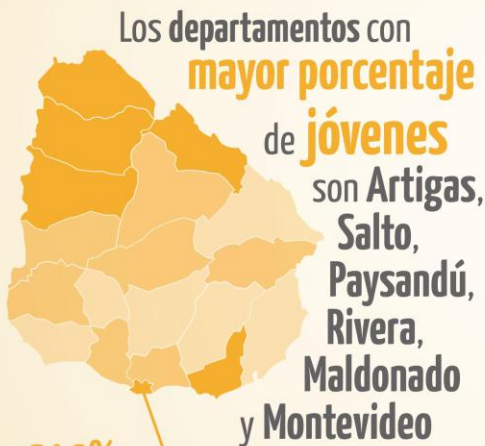 Los departamentos con
mayor porcentaje
de jóvenes
son Artigas,
Salto,
Paysandú,
Rivera,
Maldonado
y Montevideo